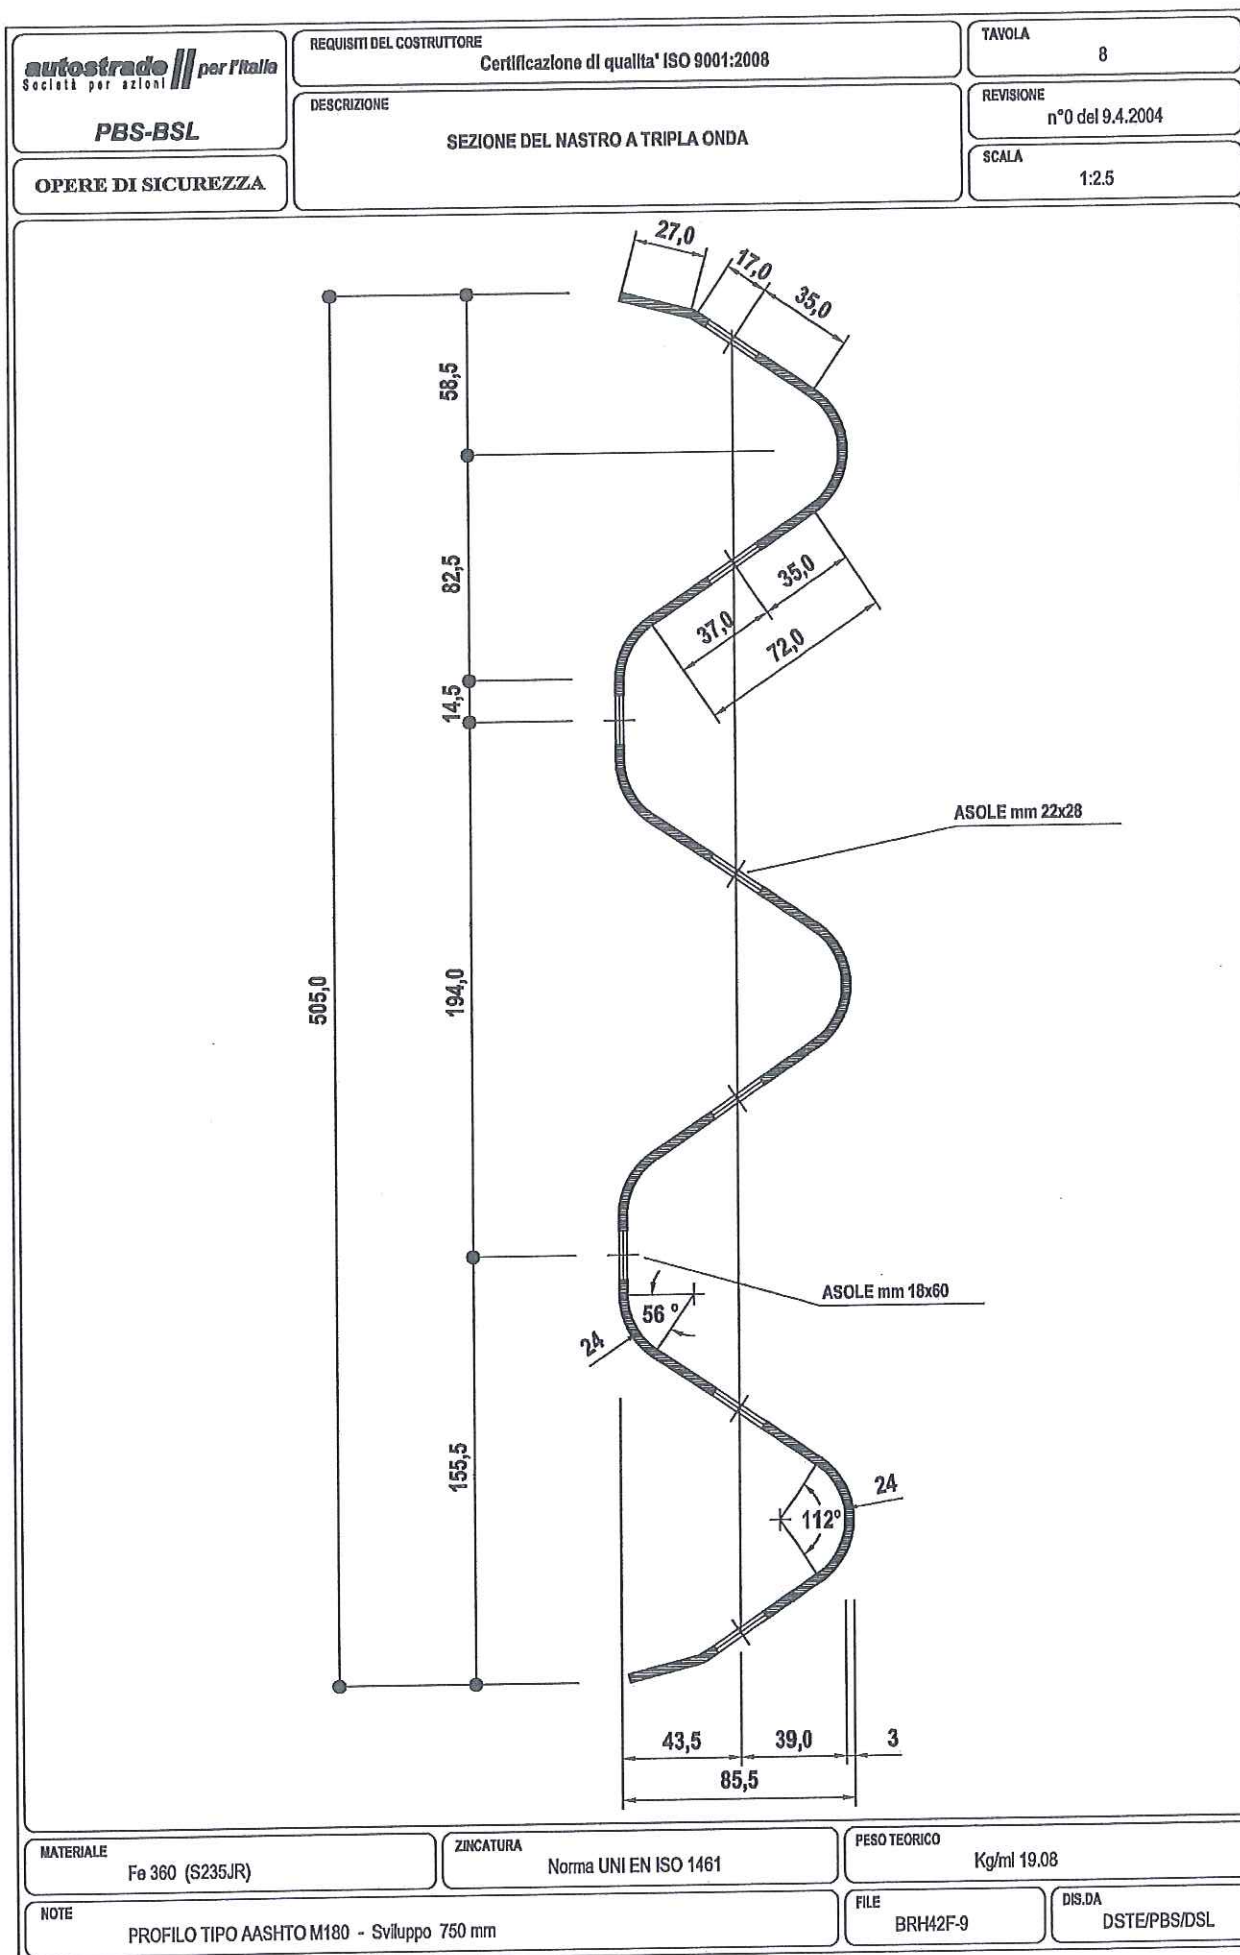 autostrade per l'Italia
Società per azioni
PBS-BSL
OPERE DI SICUREZZA
REQUISITI DEL COSTRUTTORE
Certificazione di qualita' ISO 9001:2008
DESCRIZIONE
SEZIONE DEL NASTRO A TRIPLA ONDA
TAVOLA
8
REVISIONE
n°0 del 9.4.2004
SCALA
1:2.5
27,0
17,0
35,0
58,5
82,5
35,0
37,0
72,0
14,5
ASOLE mm 22x28
505,0
194,0
ASOLE mm 18x60
56 °
24
155,5
24
112°
43,5
39,0
3
85,5
MATERIALE
Fe 360 (S235JR)
ZINCATURA
Norma UNI EN ISO 1461
PESO TEORICO
Kg/ml 19.08
NOTE
PROFILO TIPO AASHTO M180 - Sviluppo 750 mm
FILE
BRH42F-9
DIS.DA
DSTE/PBS/DSL